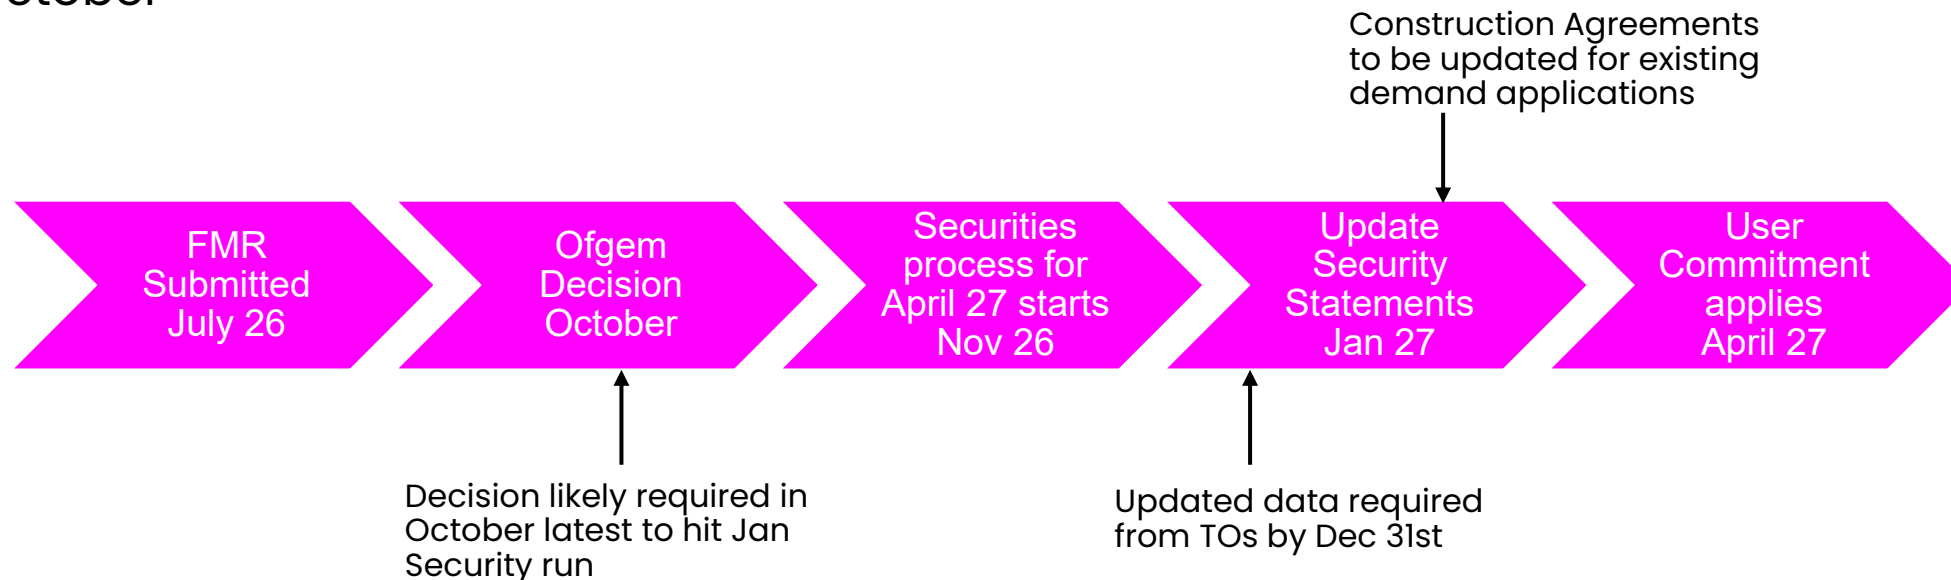 Construction Agreements
to be updated for existing
demand applications
FMR
Submitted
July 26
Ofgem
Decision
October
Securities
process for
April 27 starts
Nov 26
Update
Security
Statements
Jan 27
User
Commitment
applies
April 27
Decision likely required in
October latest to hit Jan
Security run
Updated data required
from TOs by Dec 31st